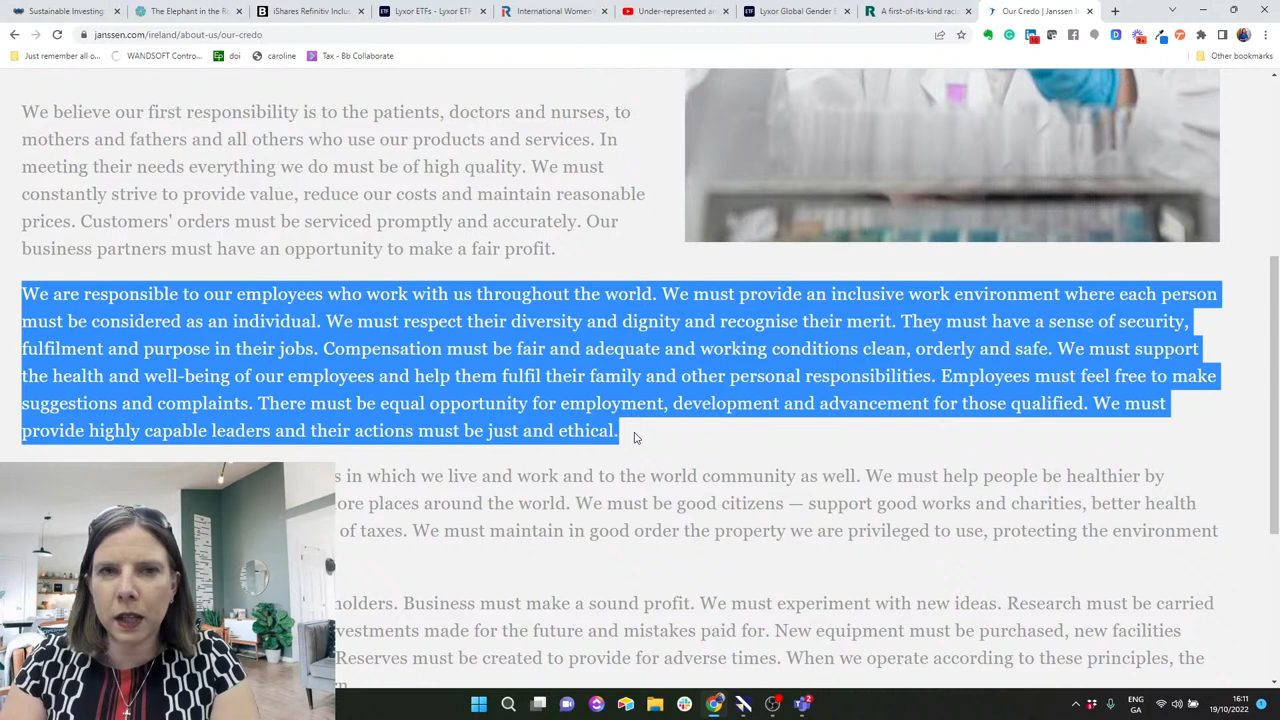 Sustainable Investing:
The Elephant in the Ra
iShares Refinitiv Inclus
Lyxor ETFs - Lyxor ETF
International Women's
Under-represented aw
Lyxor Global Gender E
A first-of-its-kind racia
Our Credo | Janssen Ir
janssen.com/ireland/about-us/our-credo
Just remember all o...
WANDSOFT Contro...
doi
caroline
Tax - Bb Collaborate
Other bookmarks
We believe our first responsibility is to the patients, doctors and nurses, to
mothers and fathers and all others who use our products and services. In
meeting their needs everything we do must be of high quality. We must
constantly strive to provide value, reduce our costs and maintain reasonable
prices. Customers' orders must be serviced promptly and accurately. Our
business partners must have an opportunity to make a fair profit.
We are responsible to our employees who work with us throughout the world. We must provide an inclusive work environment where each person
must be considered as an individual. We must respect their diversity and dignity and recognise their merit. They must have a sense of security,
fulfilment and purpose in their jobs. Compensation must be fair and adequate and working conditions clean, orderly and safe. We must support
the health and well-being of our employees and help them fulfil their family and other personal responsibilities. Employees must feel free to make
suggestions and complaints. There must be equal opportunity for employment, development and advancement for those qualified. We must
provide highly capable leaders and their actions must be just and ethical.
s in which we live and work and to the world community as well. We must help people be healthier by
ore places around the world. We must be good citizens — support good works and charities, better health
of taxes. We must maintain in good order the property we are privileged to use, protecting the environment
holders. Business must make a sound profit. We must experiment with new ideas. Research must be carried
vestments made for the future and mistakes paid for. New equipment must be purchased, new facilities
Reserves must be created to provide for adverse times. When we operate according to these principles, the
rn
ENG
GA
16:11
19/10/2022